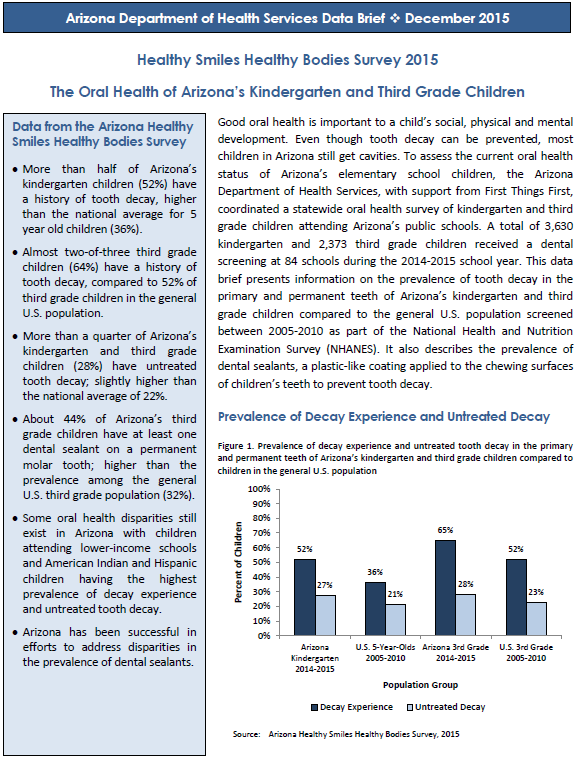 Arizona Department of Health Services Data Brief ❖ December 2015
Healthy Smiles Healthy Bodies Survey 2015
The Oral Health of Arizona's Kindergarten and Third Grade Children
Data from the Arizona Healthy
Smiles Healthy Bodies Survey
• More than half of Arizona's
kindergarten children (52%) have
a history of tooth decay, higher
than the national average for 5
year old children (36%).
• Almost two-of-three third grade
children (64%) have a history of
tooth decay, compared to 52% of
third grade children in the general
U.S. population.
• More than a quarter of Arizona's
kindergarten and third grade
children (28%) have untreated
tooth decay; slightly higher than
the national average of 22%.
• About 44% of Arizona's third
grade children have at least one
dental sealant on a permanent
molar tooth; higher than the
prevalence among the general
U.S. third grade population (32%).
• Some oral health disparities still
exist in Arizona with children
attending lower-income schools
and American Indian and Hispanic
children having the highest
prevalence of decay experience
and untreated tooth decay.
• Arizona has been successful in
efforts to address disparities in
the prevalence of dental sealants.
Good oral health is important to a child's social, physical and mental
development. Even though tooth decay can be prevented, most
children in Arizona still get cavities. To assess the current oral health
status of Arizona's elementary school children, the Arizona
Department of Health Services, with support from First Things First,
coordinated a statewide oral health survey of kindergarten and third
grade children attending Arizona's public schools. A total of 3,630
kindergarten and 2,373 third grade children received a dental
screening at 84 schools during the 2014-2015 school year. This data
brief presents information on the prevalence of tooth decay in the
primary and permanent teeth of Arizona's kindergarten and third
grade children compared to the general U.S. population screened
between 2005-2010 as part of the National Health and Nutrition
Examination Survey (NHANES). It also describes the prevalence of
dental sealants, a plastic-like coating applied to the chewing surfaces
of children's teeth to prevent tooth decay.
Prevalence of Decay Experience and Untreated Decay
Figure 1. Prevalence of decay experience and untreated tooth decay in the primary
and permanent teeth of Arizona's kindergarten and third grade children compared to
children in the general U.S. population
Percent of Children
100%
90%
80%
70%
60%
50%
40%
30%
20%
10%
0%
52%
27%
36%
21%
65%
28%
52%
23%
Arizona
Kindergarten
2014-2015
U.S. 5-Year-Olds
2005-2010
Arizona 3rd Grade
2014-2015
U.S. 3rd Grade
2005-2010
Population Group
Decay Experience
Untreated Decay
Source: Arizona Healthy Smiles Healthy Bodies Survey, 2015